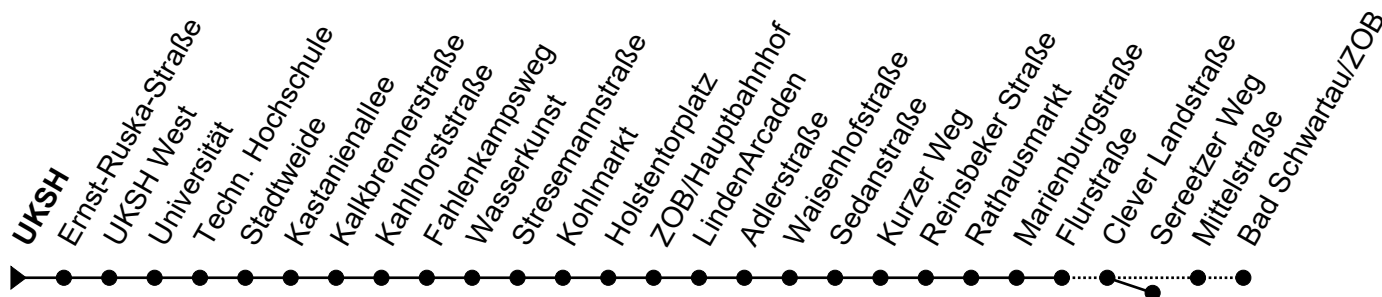 UKSH
Ernst-Ruska-Straße
UKSH West
Universität
Techn. Hochschule
Stadtweide
Kastanienallee
Kalkbrennerstraße
Kahlhorststraße
Fahlenkampsweg
Wasserkunst
Stresemannstraße
Kohlmarkt
Holstentorplatz
ZOB/Hauptbahnhof
LindenArcaden
Adlerstraße
Waisenhofstraße
Sedanstraße
Kurzer Weg
Reinsbeker Straße
Rathausmarkt
Marienburgstraße
Flurstraße
Clever Landstraße
Sereetzer Weg
Mittelstraße
Bad Schwartau/ZOB